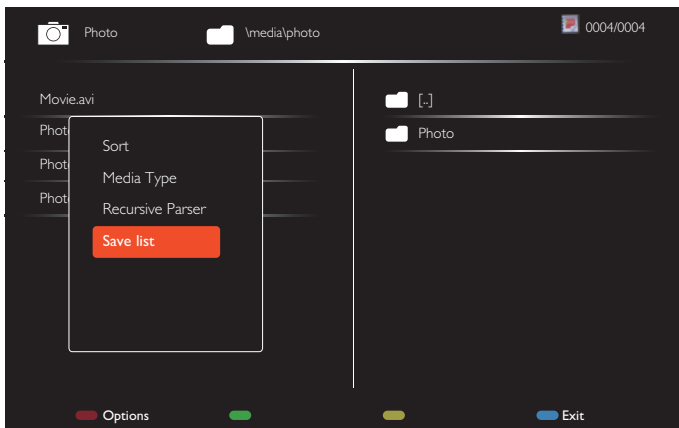 Photo
\media\photo
0004/0004
Movie.avi
Phot
Phot
Phot
Sort
Media Type
Recursive Parser
Save list
[..]
Photo
Options
Exit